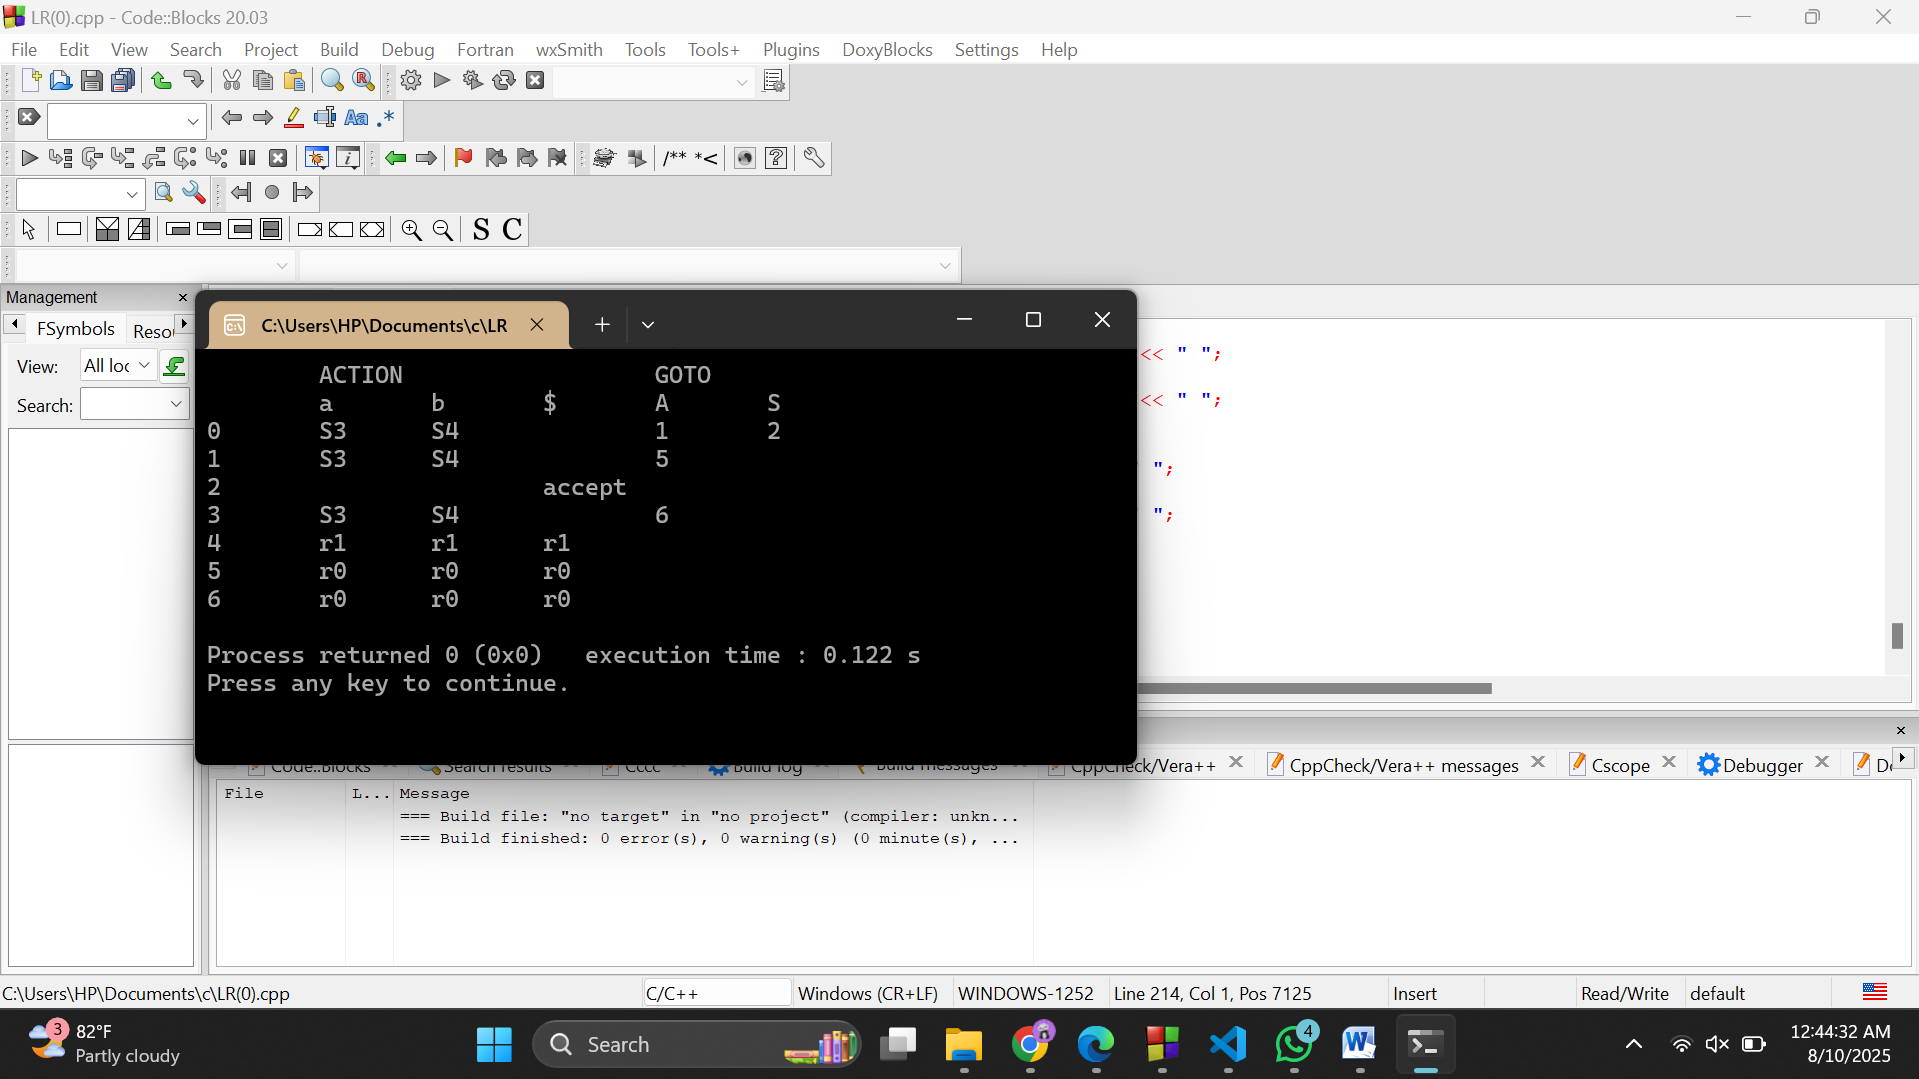 LR(0).cpp - Code::Blocks 20.03
File Edit View Search Project Build Debug Fortran wxSmith Tools Tools+ Plugins DoxyBlocks Settings Help
Aa .*
/** *<
S C
Management
FSymbols
View: All loc
Search:
C:\Users\HP\Documents\c\LR
ACTION GOTO
a b $ A S
0 S3 S4 1 2
1 S3 S4 5
2 accept
3 S3 S4 6
4 r1 r1 r1
5 r0 r0 r0
6 r0 r0 r0
Process returned 0 (0x0) execution time : 0.122 s
Press any key to continue.
<< " ";
<< " ";
";
";
Code::Blocks Search results Cccc Build log Build messages CppCheck/Vera++ CppCheck/Vera++ messages Cscope Debugger
File L... Message
=== Build file: "no target" in "no project" (compiler: unkn...
=== Build finished: 0 error(s), 0 warning(s) (0 minute(s), ...
C:\Users\HP\Documents\c\LR(0).cpp C/C++ Windows (CR+LF) WINDOWS-1252 Line 214, Col 1, Pos 7125 Insert Read/Write default
3
82°F
Partly cloudy
Search
4
12:44:32 AM
8/10/2025